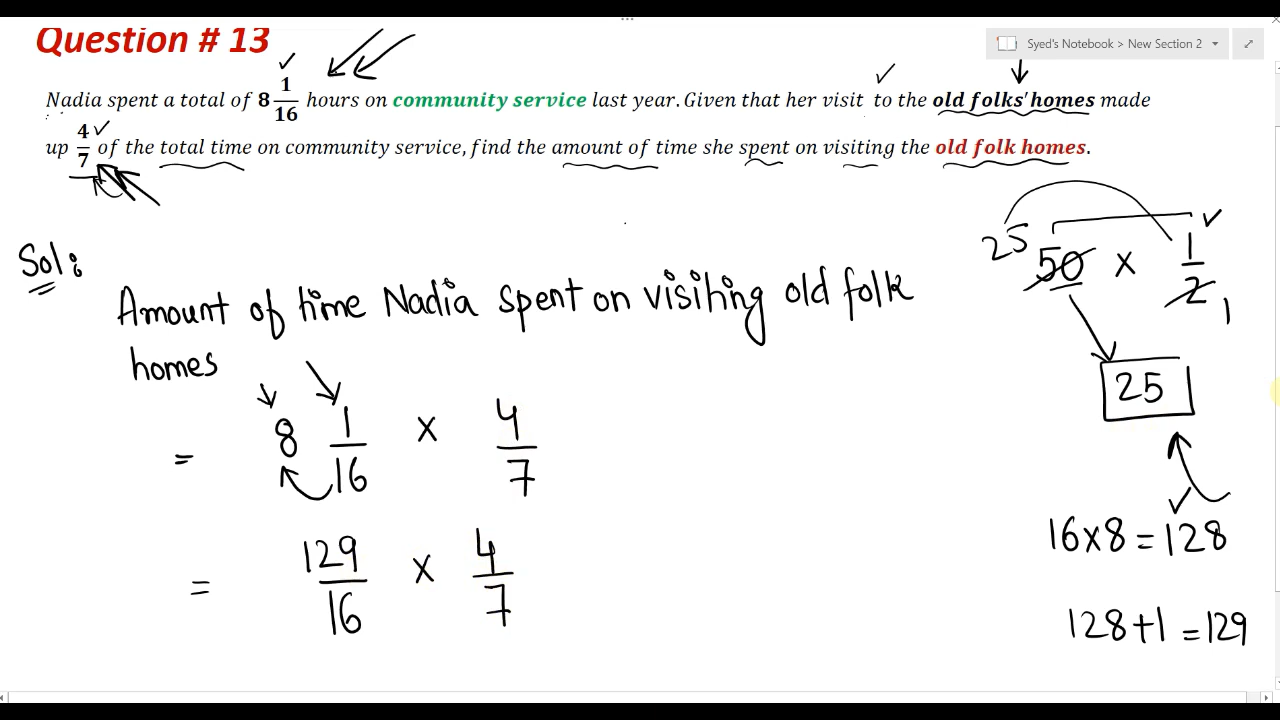 Question # 13
Syed's Notebook > New Section 2
Nadia spent a total of 8 1/16 hours on community service last year. Given that her visit to the old folks' homes made
up 4/7 of the total time on community service, find the amount of time she spent on visiting the old folk homes.
Sol:
Amount of time Nadia spent on visiting old folk
homes
= 8 1/16 x 4/7
= 129/16 x 4/7
25 50 x 1/2 1
25
16x8=128
128+1=129